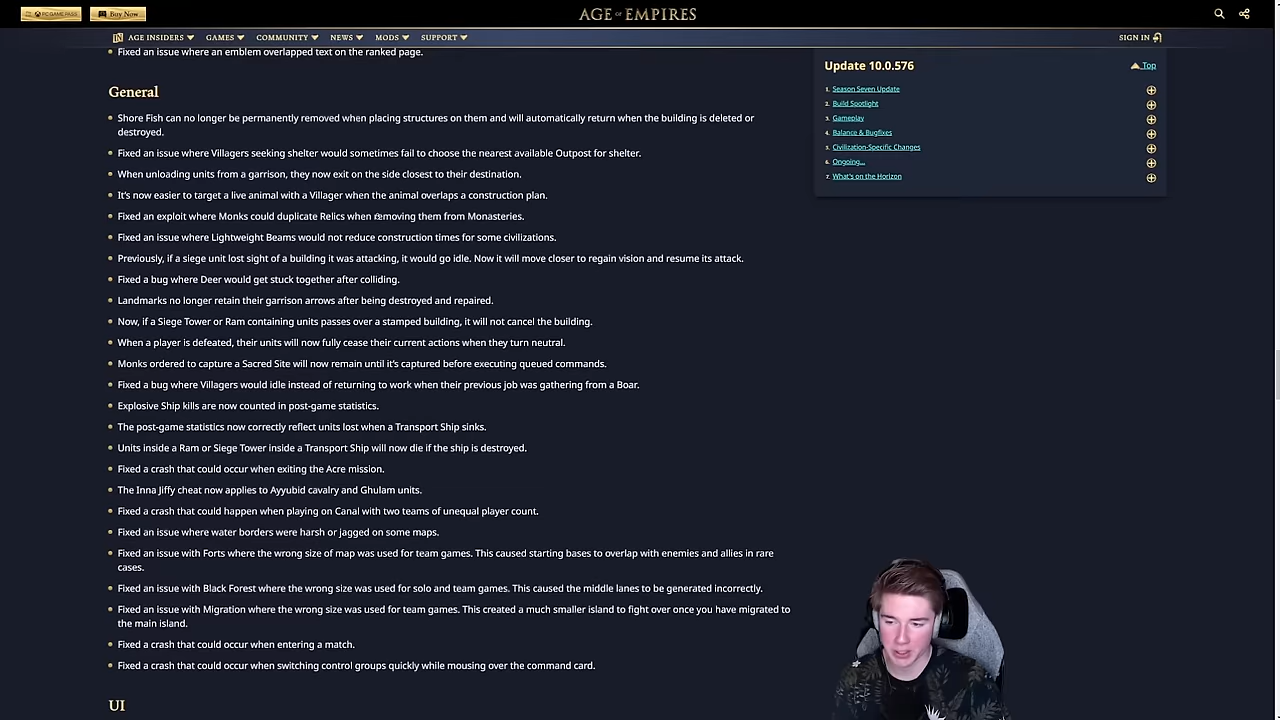 PC GAME PASS
Buy Now
AGE OF EMPIRES
AGE INSIDERS
GAMES
COMMUNITY
NEWS
MODS
SUPPORT
SIGN IN
Fixed an issue where an emblem overlapped text on the ranked page.
General
Shore Fish can no longer be permanently removed when placing structures on them and will automatically return when the building is deleted or
destroyed.
Fixed an issue where Villagers seeking shelter would sometimes fail to choose the nearest available Outpost for shelter.
When unloading units from a garrison, they now exit on the side closest to their destination.
It's now easier to target a live animal with a Villager when the animal overlaps a construction plan.
Fixed an exploit where Monks could duplicate Relics when removing them from Monasteries.
Fixed an issue where Lightweight Beams would not reduce construction times for some civilizations.
Previously, if a siege unit lost sight of a building it was attacking, it would go idle. Now it will move closer to regain vision and resume its attack.
Fixed a bug where Deer would get stuck together after colliding.
Landmarks no longer retain their garrison arrows after being destroyed and repaired.
Now, if a Siege Tower or Ram containing units passes over a stamped building, it will not cancel the building.
When a player is defeated, their units will now fully cease their current actions when they turn neutral.
Monks ordered to capture a Sacred Site will now remain until it's captured before executing queued commands.
Fixed a bug where Villagers would idle instead of returning to work when their previous job was gathering from a Boar.
Explosive Ship kills are now counted in post-game statistics.
The post-game statistics now correctly reflect units lost when a Transport Ship sinks.
Units inside a Ram or Siege Tower inside a Transport Ship will now die if the ship is destroyed.
Fixed a crash that could occur when exiting the Acre mission.
The Inna Jiffy cheat now applies to Ayyubid cavalry and Ghulam units.
Fixed a crash that could happen when playing on Canal with two teams of unequal player count.
Fixed an issue where water borders were harsh or jagged on some maps.
Fixed an issue with Forts where the wrong size of map was used for team games. This caused starting bases to overlap with enemies and allies in rare
cases.
Fixed an issue with Black Forest where the wrong size was used for solo and team games. This caused the middle lanes to be generated incorrectly.
Fixed an issue with Migration where the wrong size was used for team games. This created a much smaller island to fight over once you have migrated to
the main island.
Fixed a crash that could occur when entering a match.
Fixed a crash that could occur when switching control groups quickly while mousing over the command card.
UI
Update 10.0.576
Top
1. Season Seven Update
2. Build Spotlight
3. Gameplay
4. Balance & Bugfixes
5. Civilization-Specific Changes
6. Ongoing...
7. What's on the Horizon